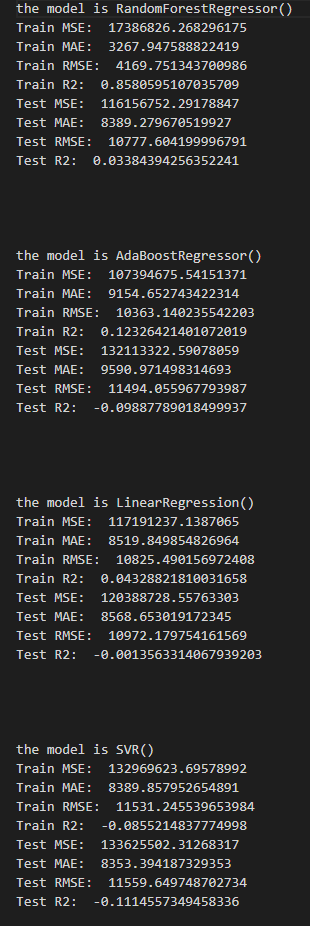 the model is RandomForestRegressor()
Train MSE:  17386826.268296175
Train MAE:  3267.947588822419
Train RMSE:  4169.751343700986
Train R2:  0.8580595107035709
Test MSE:  116156752.29178847
Test MAE:  8389.279670519927
Test RMSE:  10777.604199996791
Test R2:  0.03384394256352241
the model is AdaBoostRegressor()
Train MSE:  107394675.54151371
Train MAE:  9154.652743422314
Train RMSE:  10363.140235542203
Train R2:  0.12326421401072019
Test MSE:  132113322.59078059
Test MAE:  9590.971498314693
Test RMSE:  11494.055967793987
Test R2:  -0.09887789018499937
the model is LinearRegression()
Train MSE:  117191237.1387065
Train MAE:  8519.849854826964
Train RMSE:  10825.490156972408
Train R2:  0.04328821810031658
Test MSE:  120388728.55763303
Test MAE:  8568.653019172345
Test RMSE:  10972.179754161569
Test R2:  -0.0013563314067939203
the model is SVR()
Train MSE:  132969623.69578992
Train MAE:  8389.857952654891
Train RMSE:  11531.245539653984
Train R2:  -0.0855214837774998
Test MSE:  133625502.31268317
Test MAE:  8353.394187329353
Test RMSE:  11559.649748702734
Test R2:  -0.1114557349458336